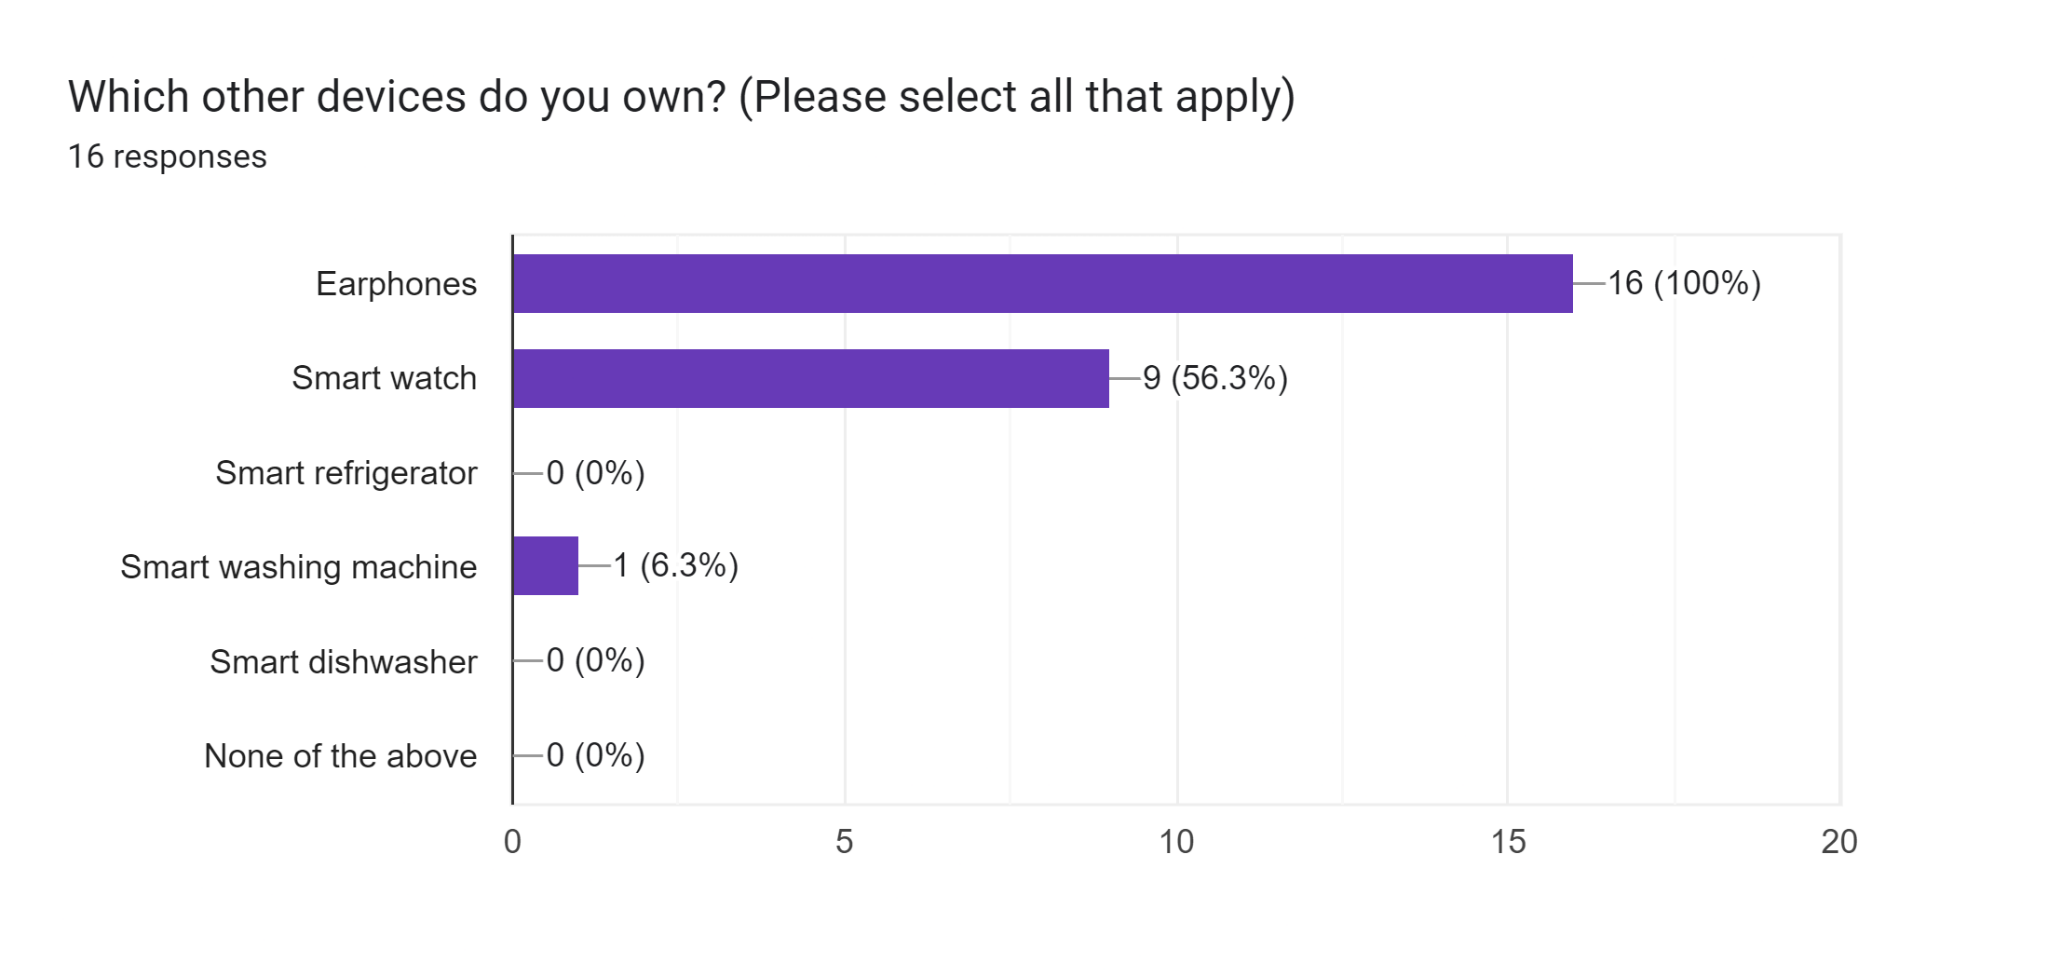 Which other devices do you own? (Please select all that apply)
16 responses
Earphones 16 (100%)
Smart watch 9 (56.3%)
Smart refrigerator 0 (0%)
Smart washing machine 1 (6.3%)
Smart dishwasher 0 (0%)
None of the above 0 (0%)
0 5 10 15 20